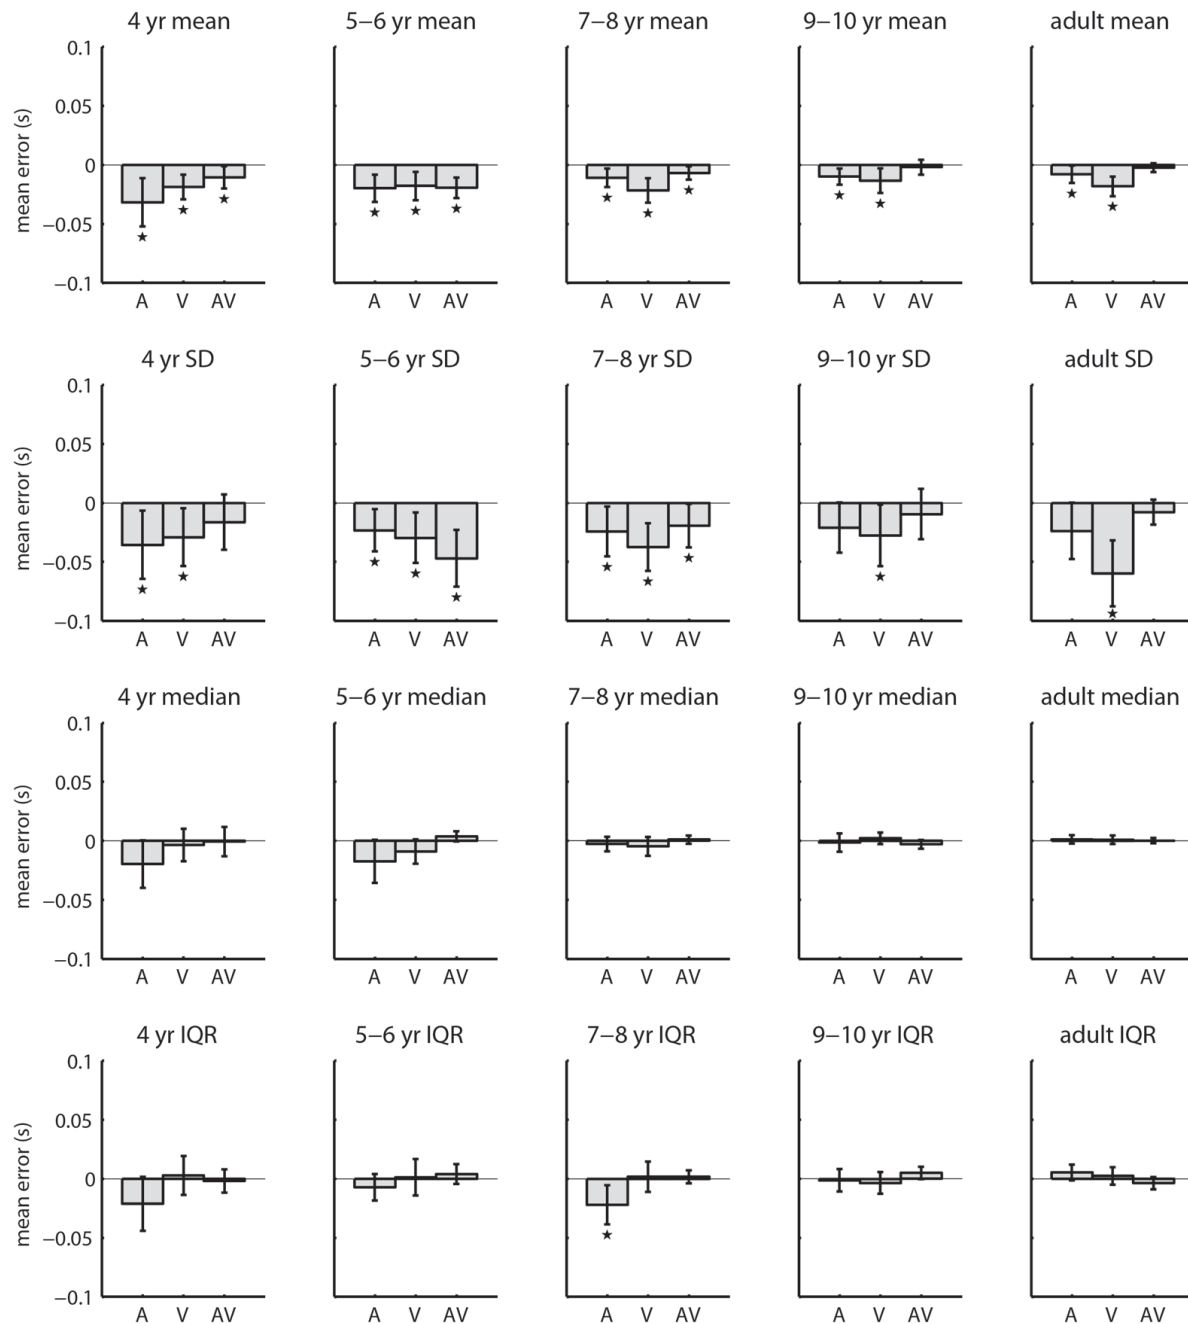 4 yr mean 5–6 yr mean 7–8 yr mean 9–10 yr mean adult mean
0.1
0.05
0
−0.05
−0.1
mean error (s)
A V AV A V AV A V AV A V AV A V AV
4 yr SD 5–6 yr SD 7–8 yr SD 9–10 yr SD adult SD
0.1
0.05
0
−0.05
−0.1
mean error (s)
A V AV A V AV A V AV A V AV A V AV
4 yr median 5–6 yr median 7–8 yr median 9–10 yr median adult median
0.1
0.05
0
−0.05
−0.1
mean error (s)
A V AV A V AV A V AV A V AV A V AV
4 yr IQR 5–6 yr IQR 7–8 yr IQR 9–10 yr IQR adult IQR
0.1
0.05
0
−0.05
−0.1
mean error (s)
A V AV A V AV A V AV A V AV A V AV